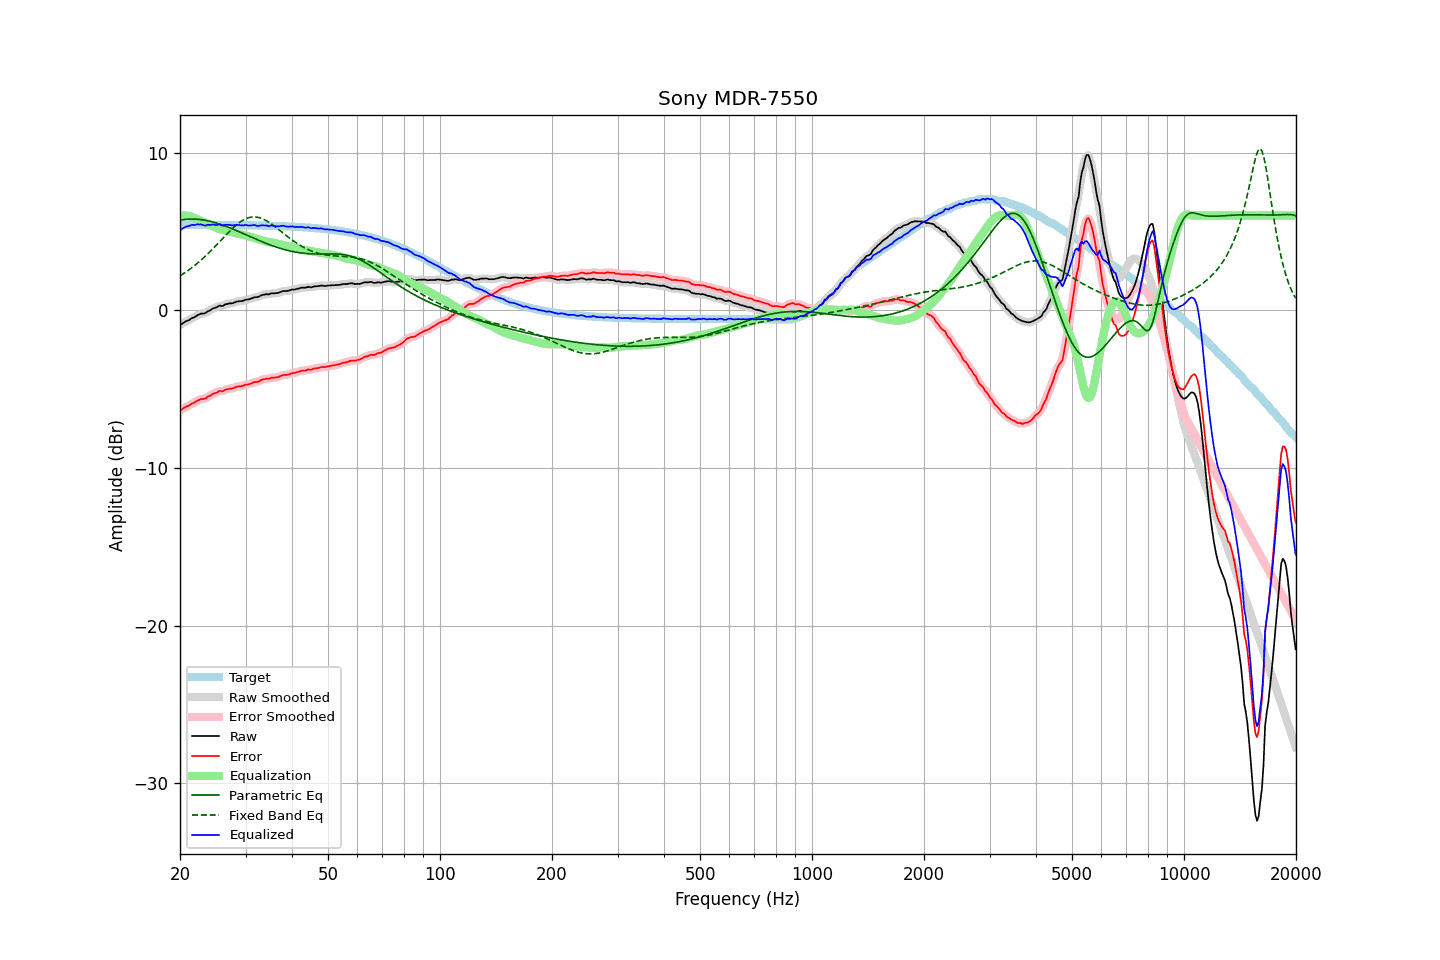 Sony MDR-7550
Amplitude (dBr)
10
0
−10
−20
−30
Target
Raw Smoothed
Error Smoothed
Raw
Error
Equalization
Parametric Eq
Fixed Band Eq
Equalized
20 50 100 200 500 1000 2000 5000 10000 20000
Frequency (Hz)